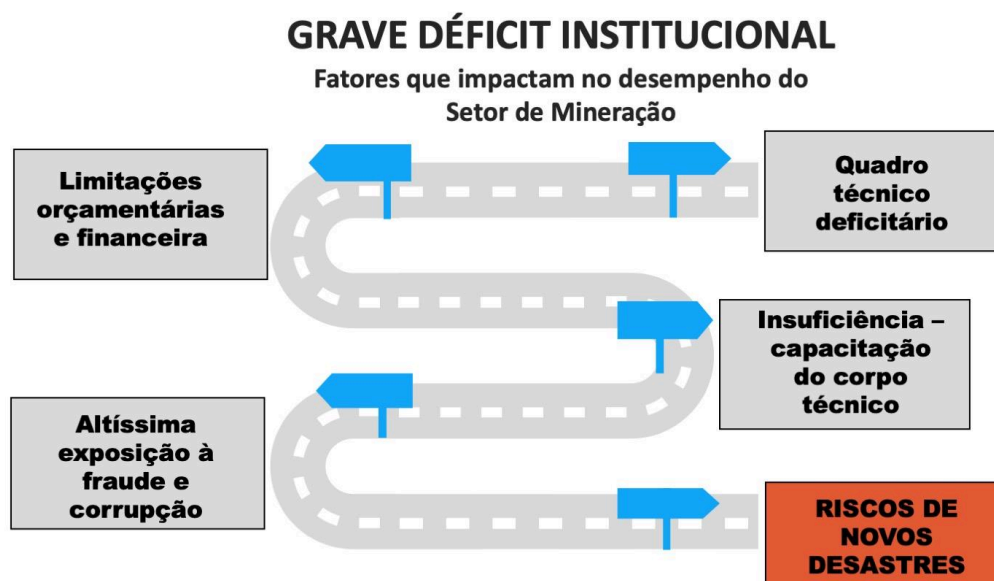 GRAVE DÉFICIT INSTITUCIONAL
Fatores que impactam no desempenho do
Setor de Mineração
Limitações
orçamentárias
e financeira
Quadro
técnico
deficitário
Insuficiência –
capacitação
do corpo
técnico
Altíssima
exposição à
fraude e
corrupção
RISCOS DE
NOVOS
DESASTRES